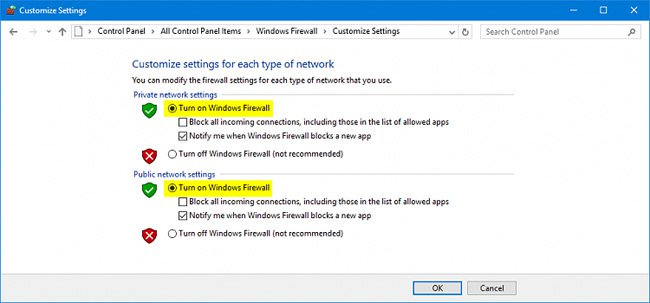 Customize Settings
Control Panel > All Control Panel Items > Windows Firewall > Customize Settings
Search Control Panel
Customize settings for each type of network
You can modify the firewall settings for each type of network that you use.
Private network settings
Turn on Windows Firewall
Block all incoming connections, including those in the list of allowed apps
Notify me when Windows Firewall blocks a new app
Turn off Windows Firewall (not recommended)
Public network settings
Turn on Windows Firewall
Block all incoming connections, including those in the list of allowed apps
Notify me when Windows Firewall blocks a new app
Turn off Windows Firewall (not recommended)
OK
Cancel